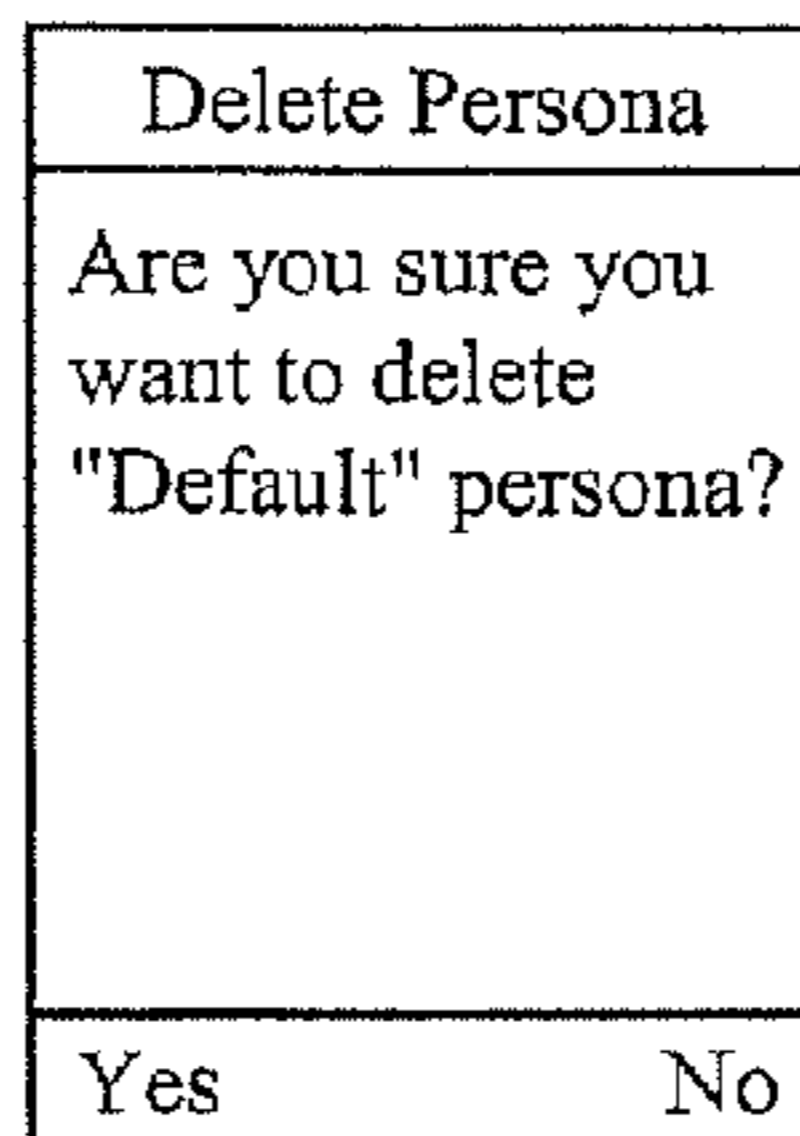 Delete Persona
Are you sure you
want to delete
"Default" persona?
Yes No